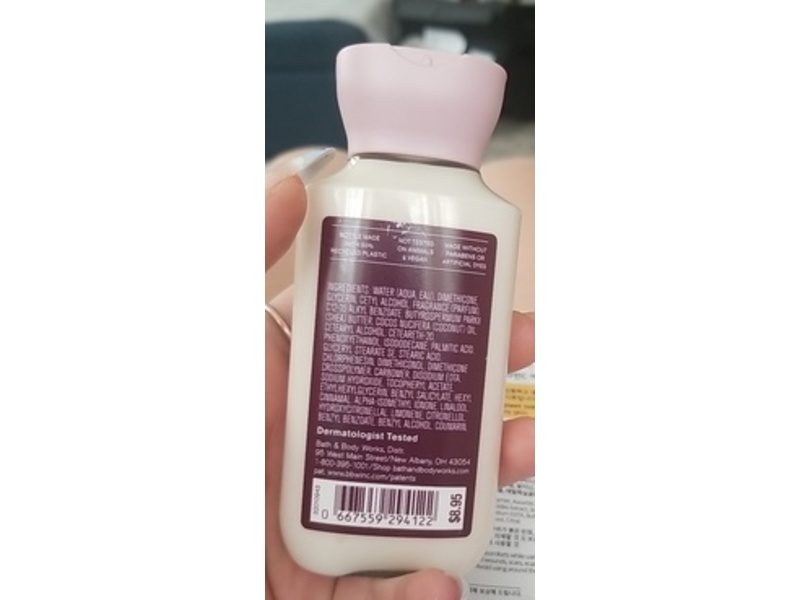 BOTTLE MADE
WITH 50%
RECYCLED PLASTIC
NOT TESTED
ON ANIMALS
& VEGAN
MADE WITHOUT
PARABENS OR
ARTIFICIAL DYES
INGREDIENTS: WATER (AQUA, EAU), DIMETHICONE,
GLYCERIN, CETYL ALCOHOL, FRAGRANCE (PARFUM),
C12-15 ALKYL BENZOATE, BUTYROSPERMUM PARKII
(SHEA) BUTTER, COCOS NUCIFERA (COCONUT) OIL,
CETEARYL ALCOHOL, CETEARETH-20,
PHENOXYETHANOL, ISODODECANE, PALMITIC ACID,
GLYCERYL STEARATE SE, STEARIC ACID,
CHLORPHENESIN, DIMETHICONOL, DIMETHICONE
CROSSPOLYMER, CARBOMER, DISODIUM EDTA,
SODIUM HYDROXIDE, TOCOPHERYL ACETATE,
ETHYLHEXYLGLYCERIN, BENZYL SALICYLATE, HEXYL
CINNAMAL, ALPHA-ISOMETHYL IONONE, LINALOOL,
HYDROXYCITRONELLAL, LIMONENE, CITRONELLOL,
BENZYL BENZOATE, BENZYL ALCOHOL, COUMARIN.
Dermatologist Tested
Bath & Body Works, Distr.
95 West Main Street/New Albany, OH 43054
1-800-395-1001/Shop bathandbodyworks.com
pat. www.bbwinc.com/patents
0 667559 294122
$8.95